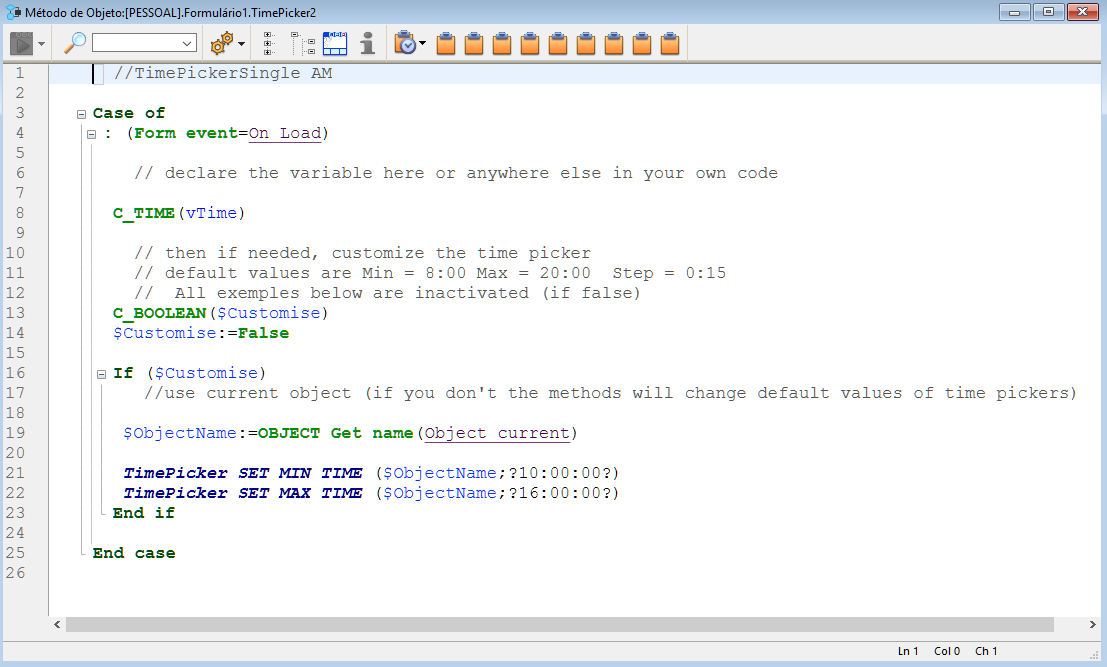 Método de Objeto:[PESSOAL].Formulário1.TimePicker2
1 //TimePickerSingle AM
2
3 Case of
4 : (Form event=On Load)
5
6 // declare the variable here or anywhere else in your own code
7
8 C_TIME(vTime)
9
10 // then if needed, customize the time picker
11 // default values are Min = 8:00 Max = 20:00  Step = 0:15
12 //  All exemples below are inactivated (if false)
13 C_BOOLEAN($Customise)
14 $Customise:=False
15
16 If ($Customise)
17 //use current object (if you don't the methods will change default values of time pickers)
18
19 $ObjectName:=OBJECT Get name(Object current)
20
21 TimePicker SET MIN TIME ($ObjectName;?10:00:00?)
22 TimePicker SET MAX TIME ($ObjectName;?16:00:00?)
23 End if
24
25 End case
26
Ln 1 Col 0 Ch 1